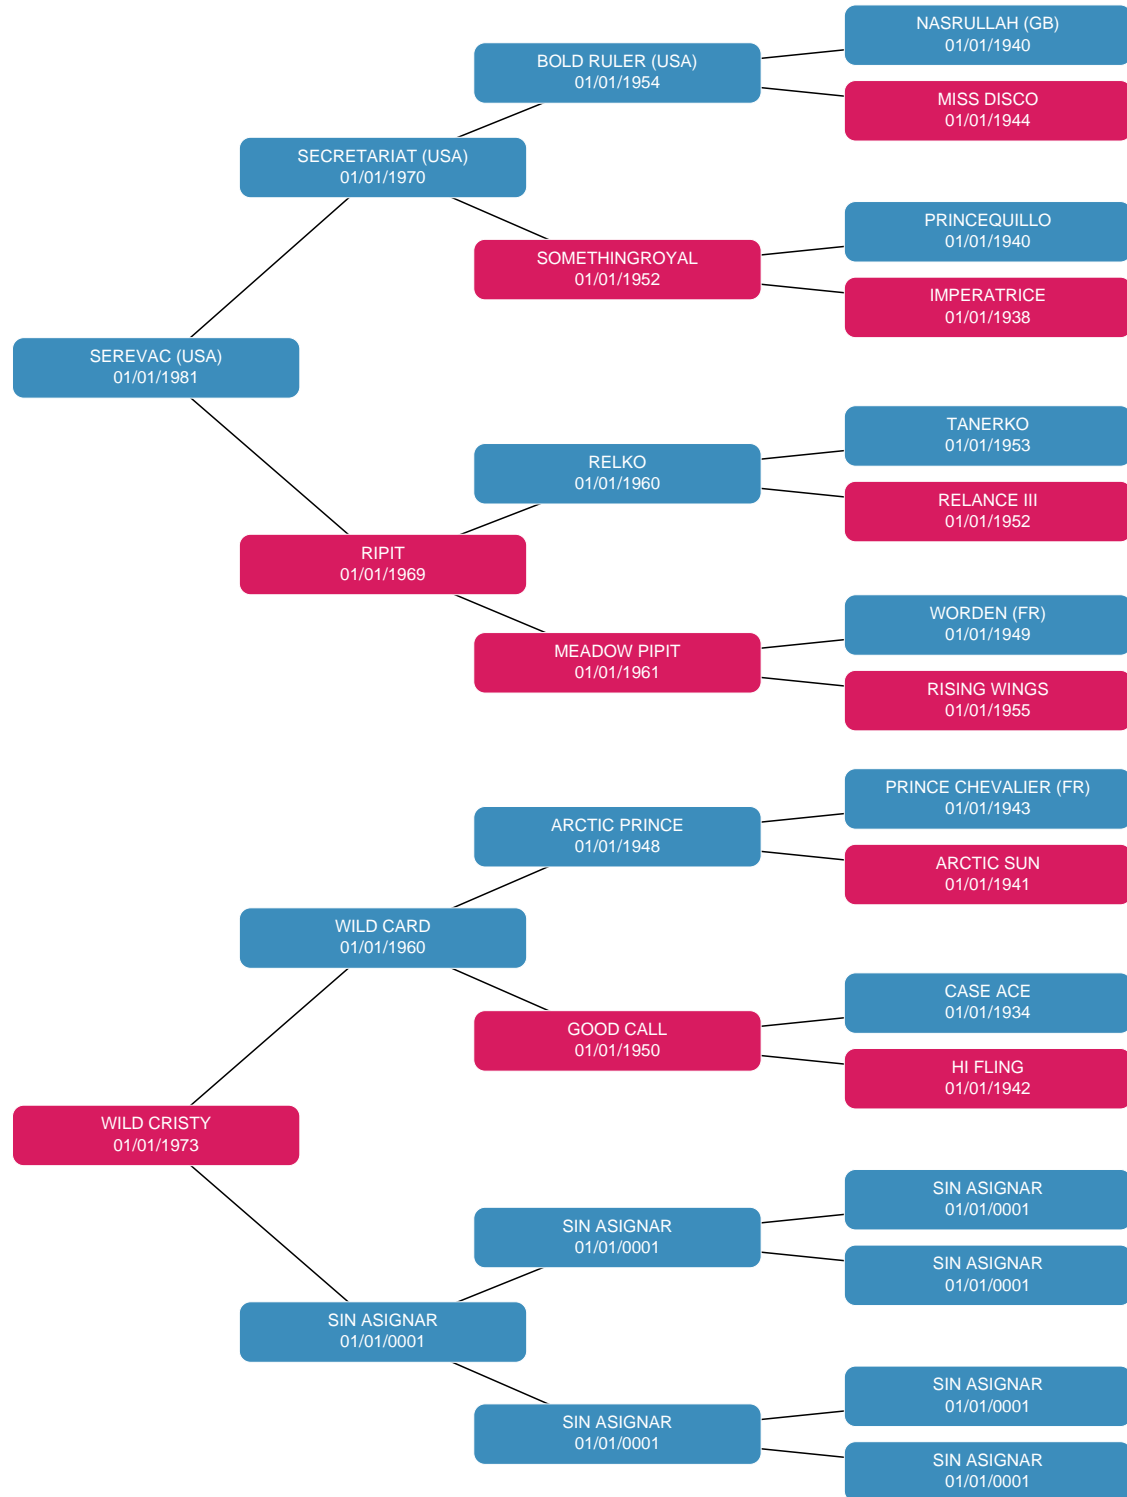 NASRULLAH (GB)
01/01/1940
BOLD RULER (USA)
01/01/1954
MISS DISCO
01/01/1944
SECRETARIAT (USA)
01/01/1970
PRINCEQUILLO
01/01/1940
SOMETHINGROYAL
01/01/1952
IMPERATRICE
01/01/1938
SEREVAC (USA)
01/01/1981
TANERKO
01/01/1953
RELKO
01/01/1960
RELANCE III
01/01/1952
RIPIT
01/01/1969
WORDEN (FR)
01/01/1949
MEADOW PIPIT
01/01/1961
RISING WINGS
01/01/1955
PRINCE CHEVALIER (FR)
01/01/1943
ARCTIC PRINCE
01/01/1948
ARCTIC SUN
01/01/1941
WILD CARD
01/01/1960
CASE ACE
01/01/1934
GOOD CALL
01/01/1950
HI FLING
01/01/1942
WILD CRISTY
01/01/1973
SIN ASIGNAR
01/01/0001
SIN ASIGNAR
01/01/0001
SIN ASIGNAR
01/01/0001
SIN ASIGNAR
01/01/0001
SIN ASIGNAR
01/01/0001
SIN ASIGNAR
01/01/0001
SIN ASIGNAR
01/01/0001